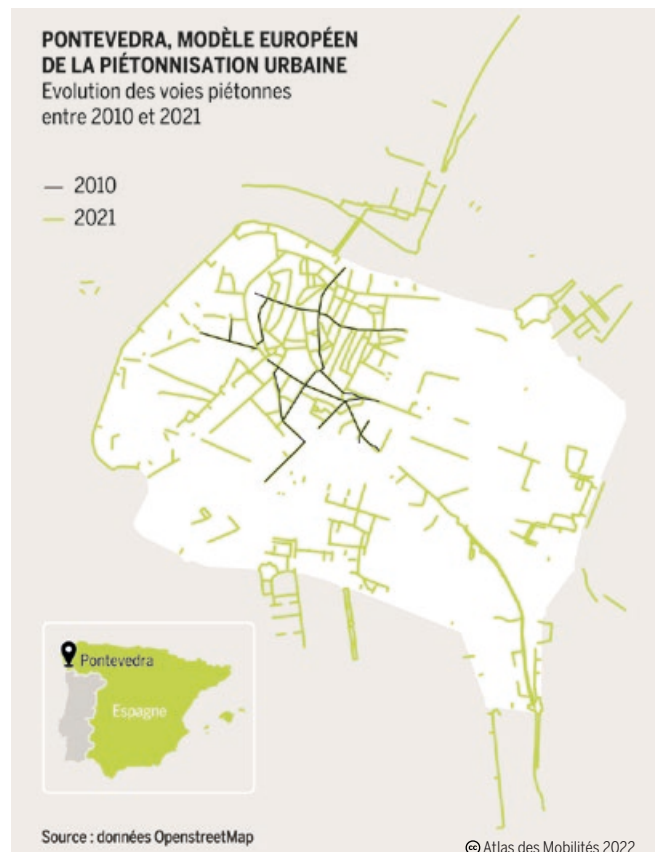 PONTEVEDRA, MODÈLE EUROPÉEN
DE LA PIÉTONNISATION URBAINE
Evolution des voies piétonnes
entre 2010 et 2021
2010
2021
Pontevedra
Espagne
Source : données OpenstreetMap
cc Atlas des Mobilités 2022